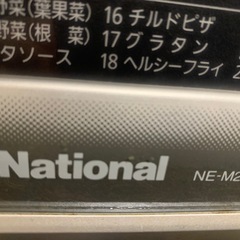 野菜(葉果菜) 16 チルドピザ
野菜(根 菜) 17 グラタン
タソース 18 ヘルシーフライ
National NE-M2